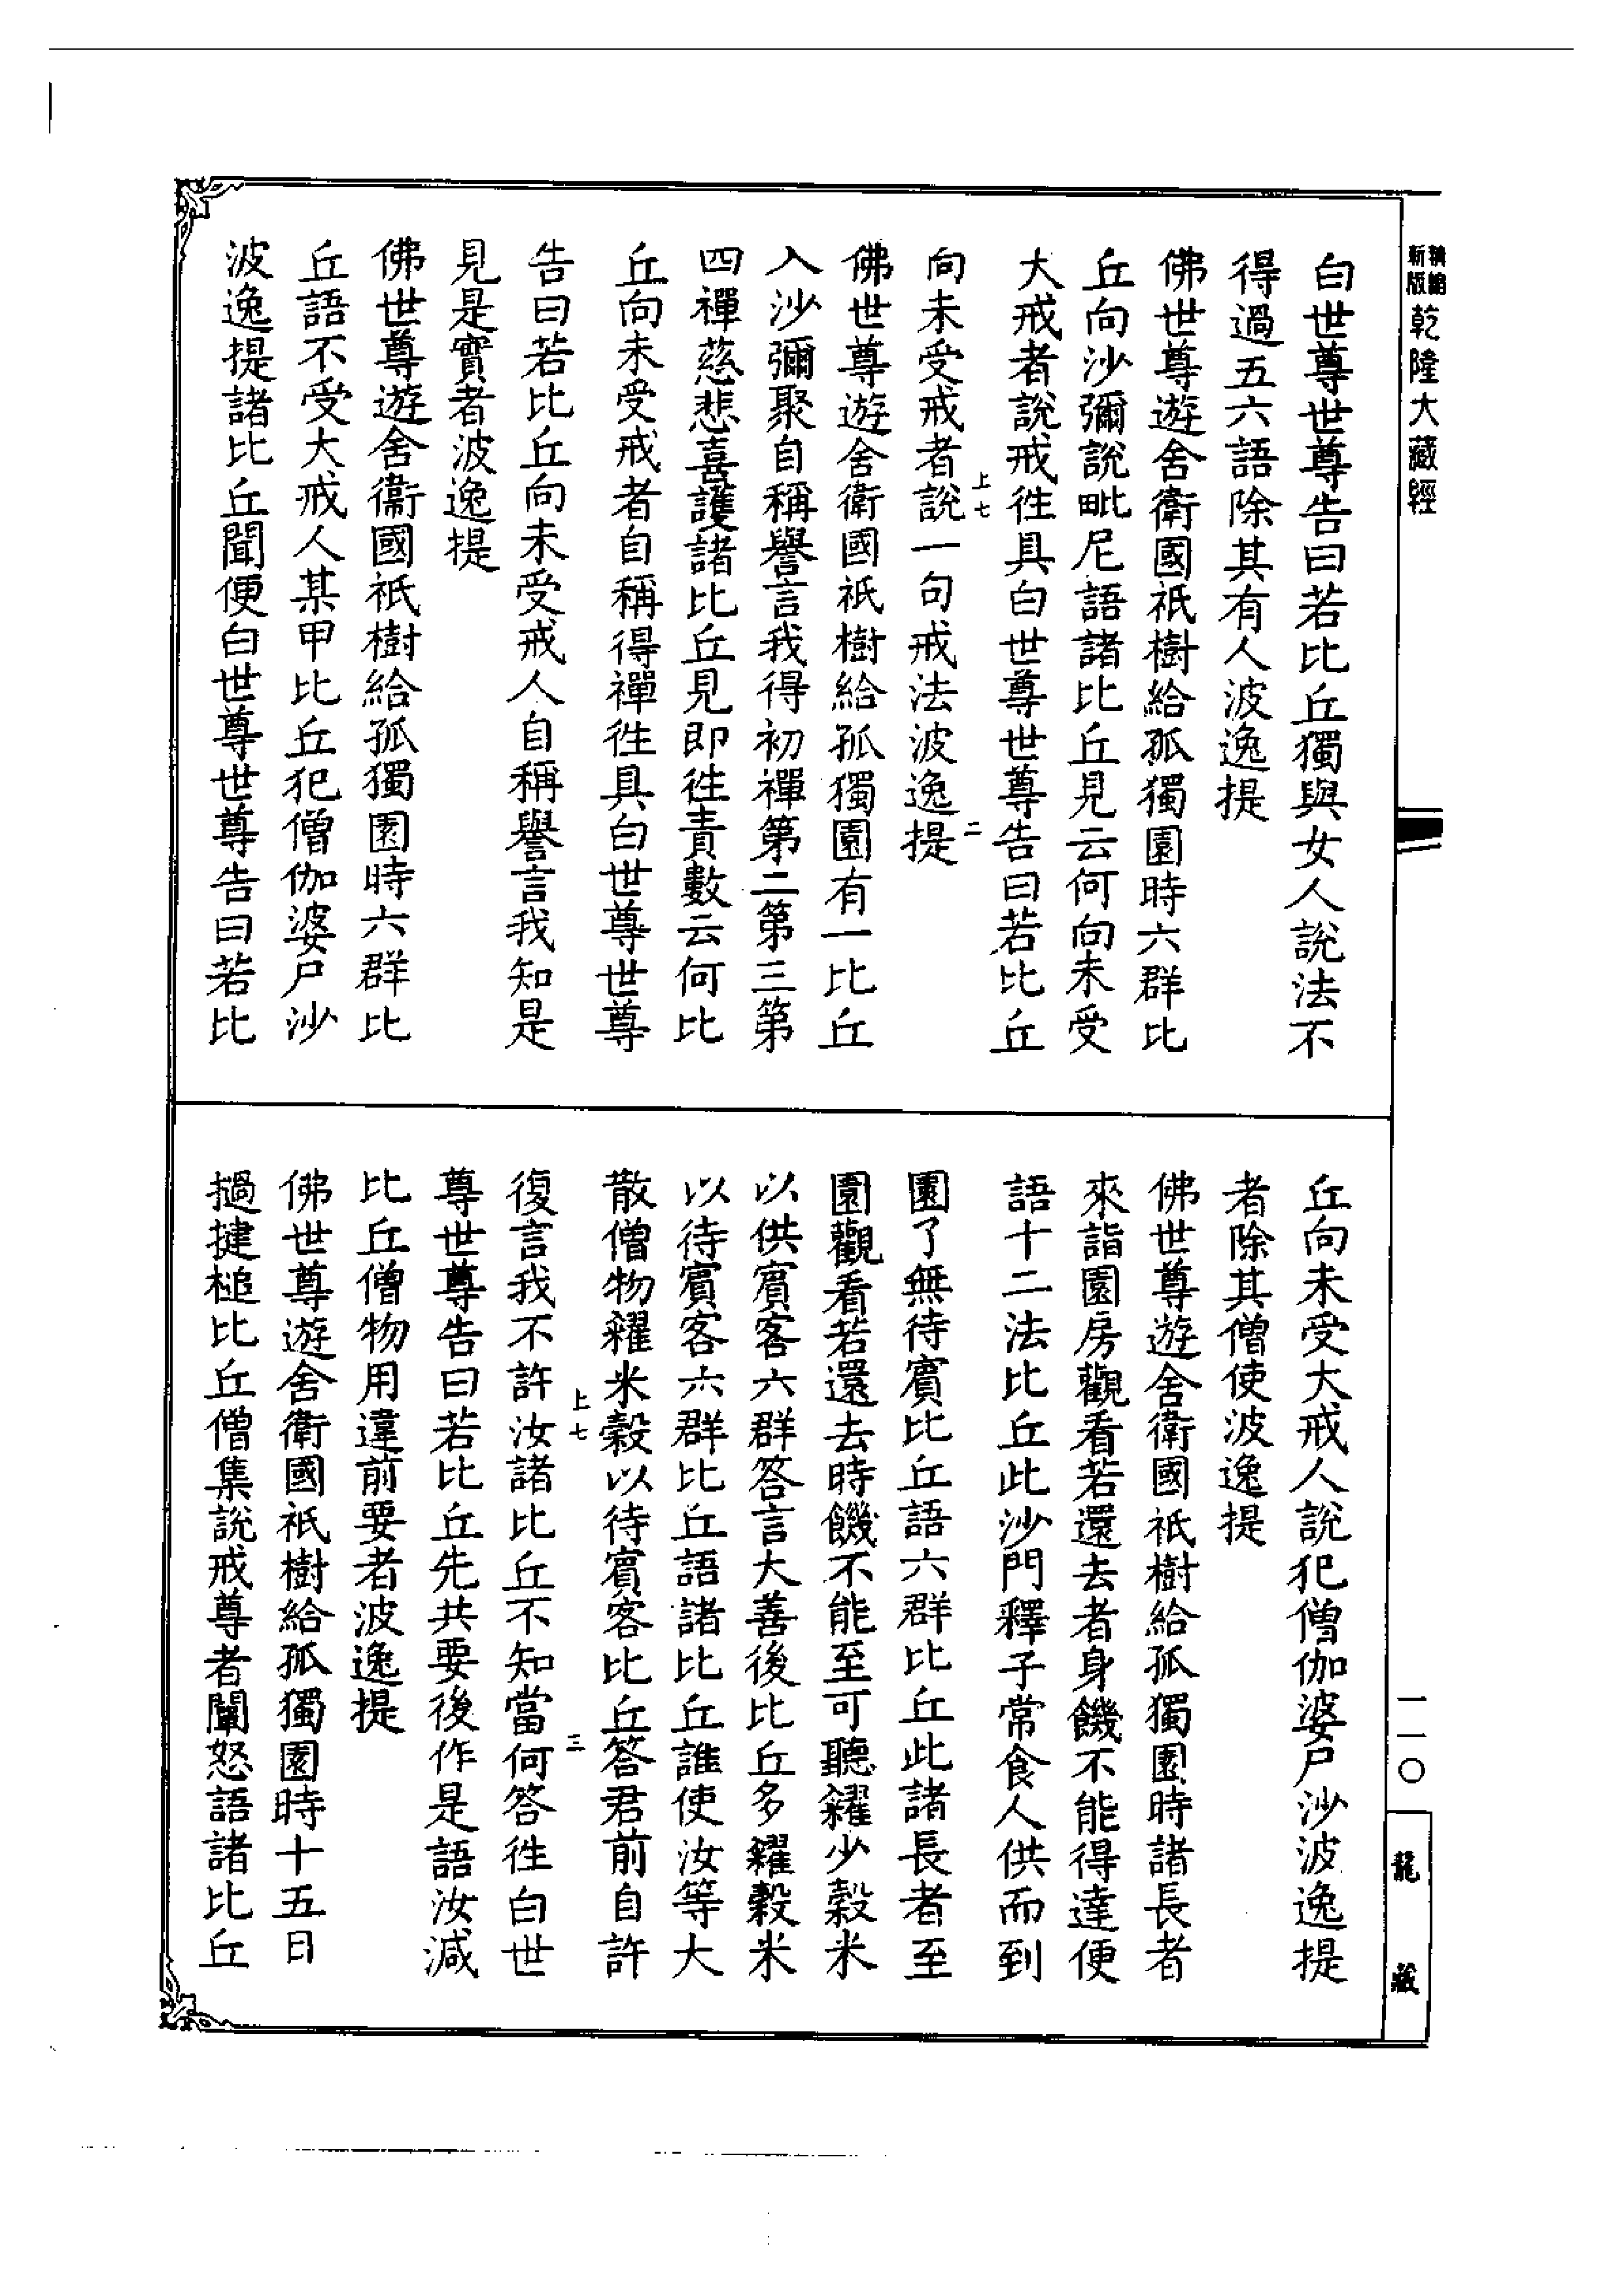 新版精縮乾隆大藏經
白世尊世尊告曰若比丘獨與女人說法不
得過五六語除其有人波逸提
佛世尊遊舍衛國祇樹給孤獨園時六群比
丘向沙彌說毗尼語諸比丘見云何向未受
大戒者說戒徃具白世尊世尊告曰若比丘
向未受戒者說一句戒法波逸提
上七 二
佛世尊遊舍衛國祇樹給孤獨園有一比丘
入沙彌聚自稱譽言我得初禪第二第三第
四禪慈悲喜護諸比丘見即徃責數云何比
丘向未受戒者自稱得禪徃具白世尊世尊
告曰若比丘向未受戒人自稱譽言我知是
見是實者波逸提
佛世尊遊舍衞國祇樹給孤獨園時六群比
丘語不受大戒人某甲比丘犯僧伽婆尸沙
波逸提諸比丘聞便白世尊世尊告曰若比
丘向未受大戒人說犯僧伽婆尸沙波逸提
者除其僧使波逸提
佛世尊遊舍衛國祇樹給孤獨園時諸長者
來詣園房觀看若還去者身饑不能得達便
語十二法比丘此沙門釋子常食人供而到
園了無待賓比丘語六群比丘此諸長者至
園觀看若還去時饑不能至可聽糴少穀米
以供賓客六群答言大善後比丘多糴穀米
以待賓客六群比丘語諸比丘誰使汝等大
散僧物糴米穀以待賓客比丘答君前自許
上七 三
復言我不許汝諸比丘不知當何答徃白世
尊世尊告曰若比丘先共要後作是語汝減
比丘僧物用違前要者波逸提
佛世尊遊舍衛國祇樹給孤獨園時十五日
撾揵槌比丘僧集說戒尊者闡怒語諸比丘
一一〇
龍藏